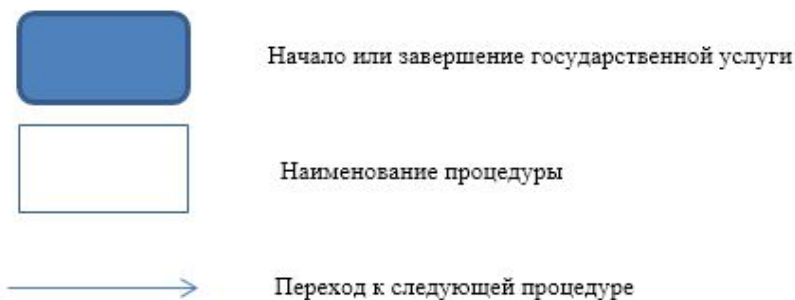 Начало или завершение государственной услуги
Наименование процедуры
Переход к следующей процедуре